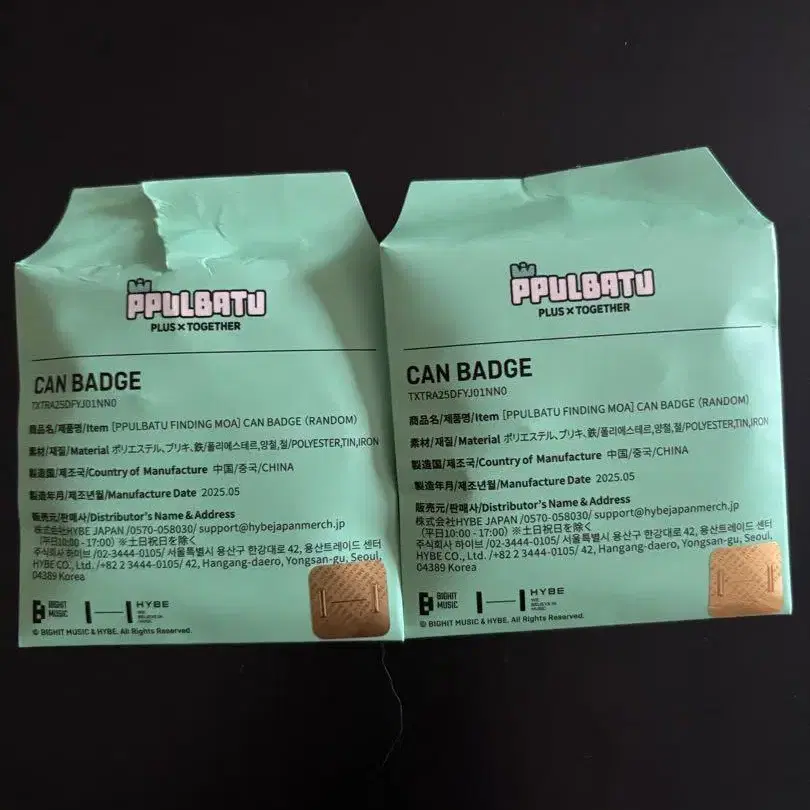 PPULBATU
PLUS × TOGETHER
CAN BADGE
TXTRA25DFYJ01NN0
商品名/제품명/Item [PPULBATU FINDING MOA] CAN BADGE (RANDOM)
素材/재질/Material ポリエステル、ブリキ、鉄/폴리에스테르,양철,철/POLYESTER,TIN,IRON
製造国/제조국/Country of Manufacture 中国/중국/CHINA
製造年月/제조년월/Manufacture Date 2025.05
販売元/판매사/Distributor's Name & Address
株式会社HYBE JAPAN /0570-058030/ support@hybejapanmerch.jp
(平日10:00 - 17:00) ※土日祝日を除く
주식회사 하이브 /02-3444-0105/ 서울특별시 용산구 한강대로 42, 용산트레이드 센터
HYBE CO., Ltd. /+82 2 3444-0105/ 42, Hangang-daero, Yongsan-gu, Seoul,
04389 Korea
BIGHIT
MUSIC
HYBE
WE
BELIEVE IN
MUSIC
© BIGHIT MUSIC & HYBE. All Rights Reserved.
PPULBATU
PLUS × TOGETHER
CAN BADGE
TXTRA25DFYJ01NN0
商品名/제품명/Item [PPULBATU FINDING MOA] CAN BADGE (RANDOM)
素材/재질/Material ポリエステル、ブリキ、鉄/폴리에스테르,양철,철/POLYESTER,TIN,IRON
製造国/제조국/Country of Manufacture 中国/중국/CHINA
製造年月/제조년월/Manufacture Date 2025.05
販売元/판매사/Distributor's Name & Address
株式会社HYBE JAPAN /0570-058030/ support@hybejapanmerch.jp
(平日10:00 - 17:00) ※土日祝日を除く
주식회사 하이브 /02-3444-0105/ 서울특별시 용산구 한강대로 42, 용산트레이드 센터
HYBE CO., Ltd. /+82 2 3444-0105/ 42, Hangang-daero, Yongsan-gu, Seoul,
04389 Korea
BIGHIT
MUSIC
HYBE
WE
BELIEVE IN
MUSIC
© BIGHIT MUSIC & HYBE. All Rights Reserved.